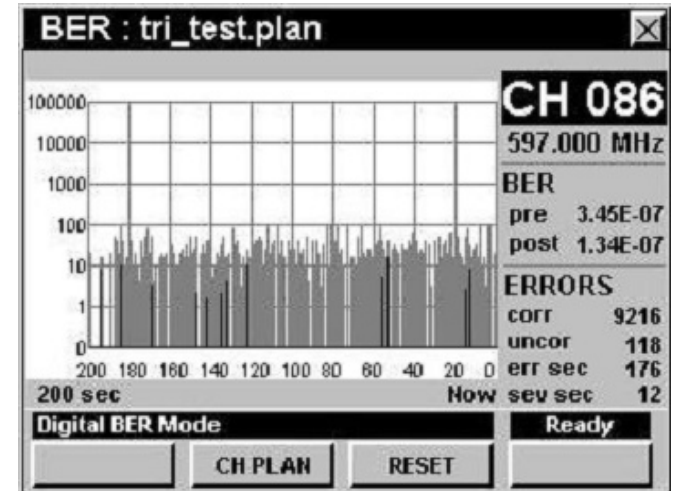 BER : tri_test.plan
CH 086
597.000 MHz
BER
pre 3.45E-07
post 1.34E-07
ERRORS
corr 9216
uncor 118
err sec 176
sev sec 12
100000
10000
1000
100
10
1
0
200 180 160 140 120 100 80 60 40 20 0
200 sec Now
Digital BER Mode Ready
CH PLAN RESET